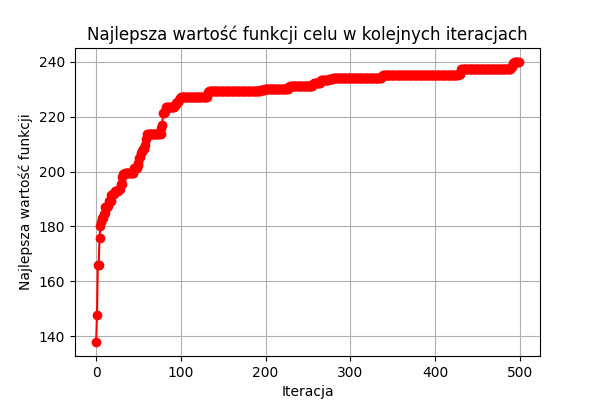 Najlepsza wartość funkcji celu w kolejnych iteracjach
Najlepsza wartość funkcji
240
220
200
180
160
140
0 100 200 300 400 500
Iteracja